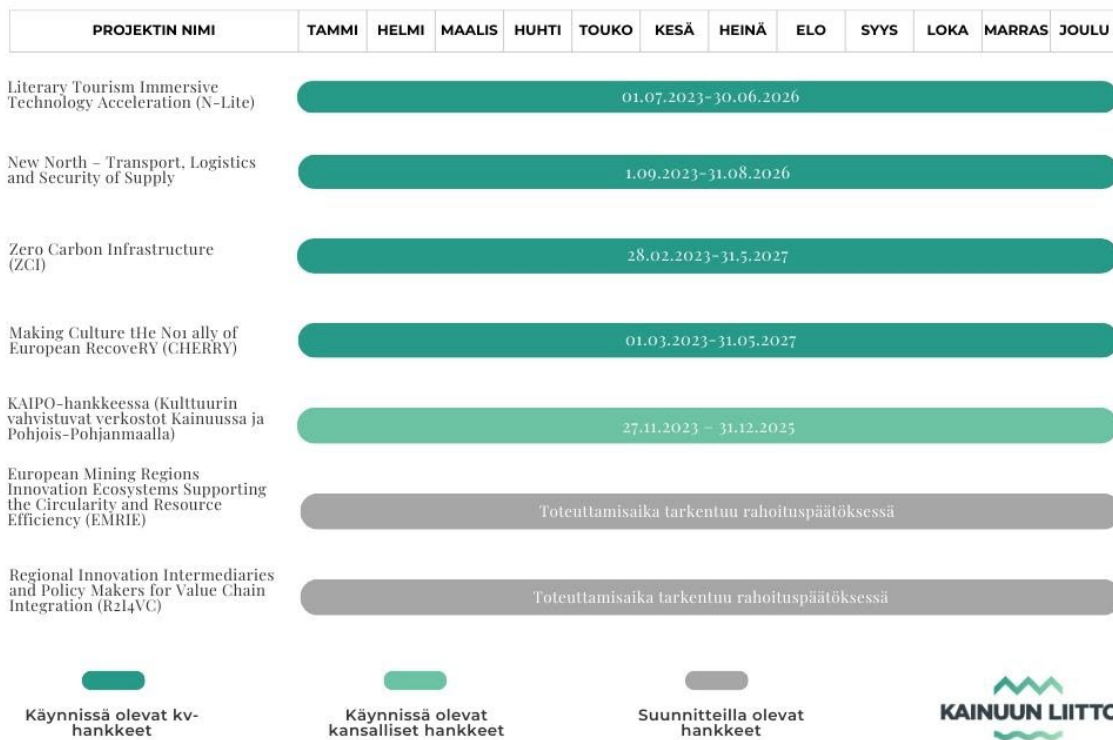 PROJEKTIN NIMI TAMMI HELMI MAALIS HUHTI TOUKO KESÄ HEINÄ ELO SYYS LOKA MARRAS JOULU
Literary Tourism Immersive
Technology Acceleration (N-Lite)
01.07.2023-30.06.2026
New North – Transport, Logistics
and Security of Supply
1.09.2023-31.08.2026
Zero Carbon Infrastructure
(ZCI)
28.02.2023-31.5.2027
Making Culture tHe No1 ally of
European RecoveRY (CHERRY)
01.03.2023-31.05.2027
KAIPO-hankkeessa (Kulttuurin
vahvistuvat verkostot Kainuussa ja
Pohjois-Pohjanmaalla)
27.11.2023 – 31.12.2025
European Mining Regions
Innovation Ecosystems Supporting
the Circularity and Resource
Efficiency (EMRIE)
Toteuttamisaika tarkentuu rahoituspäätöksessä
Regional Innovation Intermediaries
and Policy Makers for Value Chain
Integration (R2I4VC)
Toteuttamisaika tarkentuu rahoituspäätöksessä
Käynnissä olevat kv-
hankkeet
Käynnissä olevat
kansalliset hankkeet
Suunnitteilla olevat
hankkeet
KAINUUN LIITTO